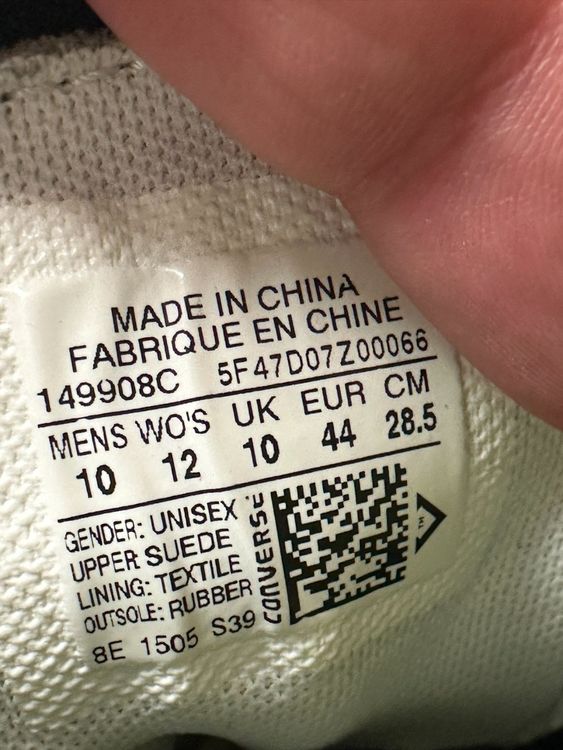 MADE IN CHINA
FABRIQUE EN CHINE
149908C 5F47D07Z00066
MENS WO'S UK EUR CM
10 12 10 44 28.5
GENDER: UNISEX
UPPER: SUEDE
LINING: TEXTILE
OUTSOLE: RUBBER
8E 1505 S39
CONVERSE
TM